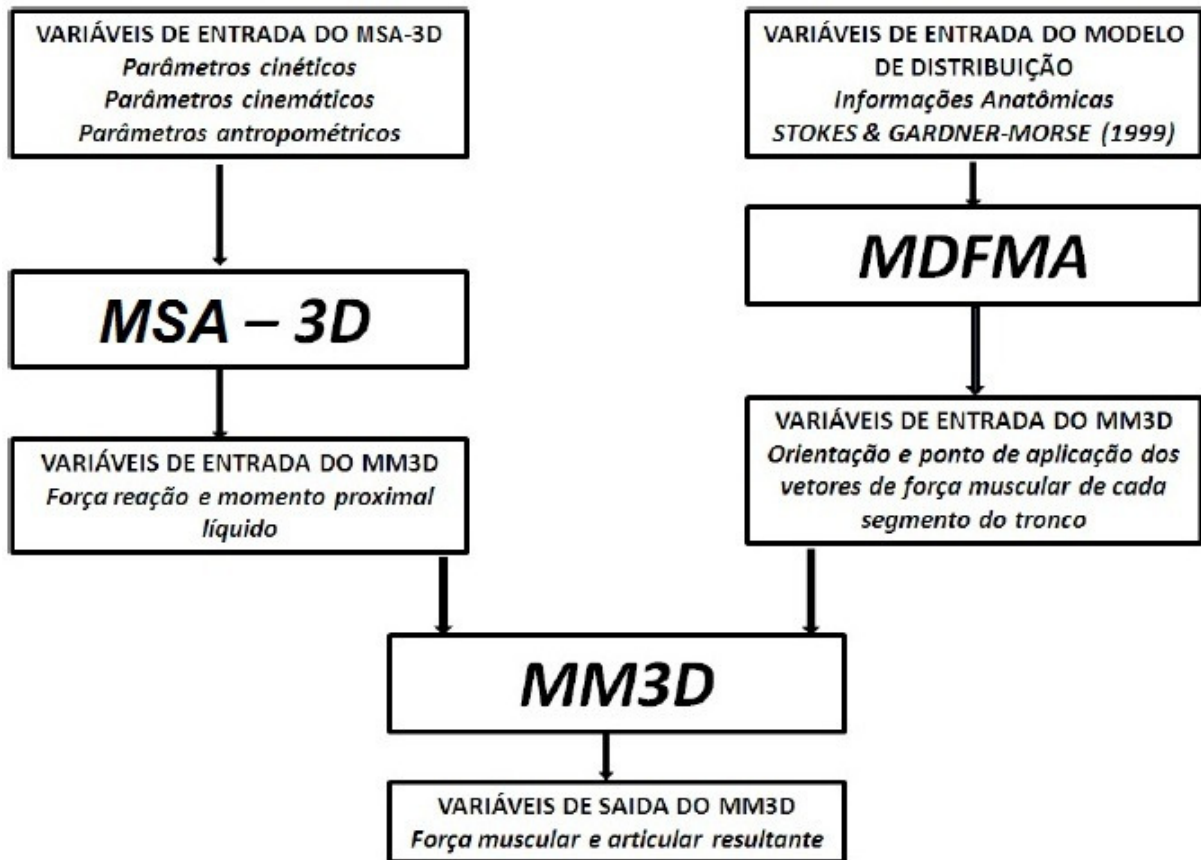 VARIÁVEIS DE ENTRADA DO MSA-3D
Parâmetros cinéticos
Parâmetros cinemáticos
Parâmetros antropométricos
MSA – 3D
VARIÁVEIS DE ENTRADA DO MM3D
Força reação e momento proximal
líquido
VARIÁVEIS DE ENTRADA DO MODELO
DE DISTRIBUIÇÃO
Informações Anatômicas
STOKES & GARDNER-MORSE (1999)
MDFMA
VARIÁVEIS DE ENTRADA DO MM3D
Orientação e ponto de aplicação dos
vetores de força muscular de cada
segmento do tronco
MM3D
VARIÁVEIS DE SAIDA DO MM3D
Força muscular e articular resultante